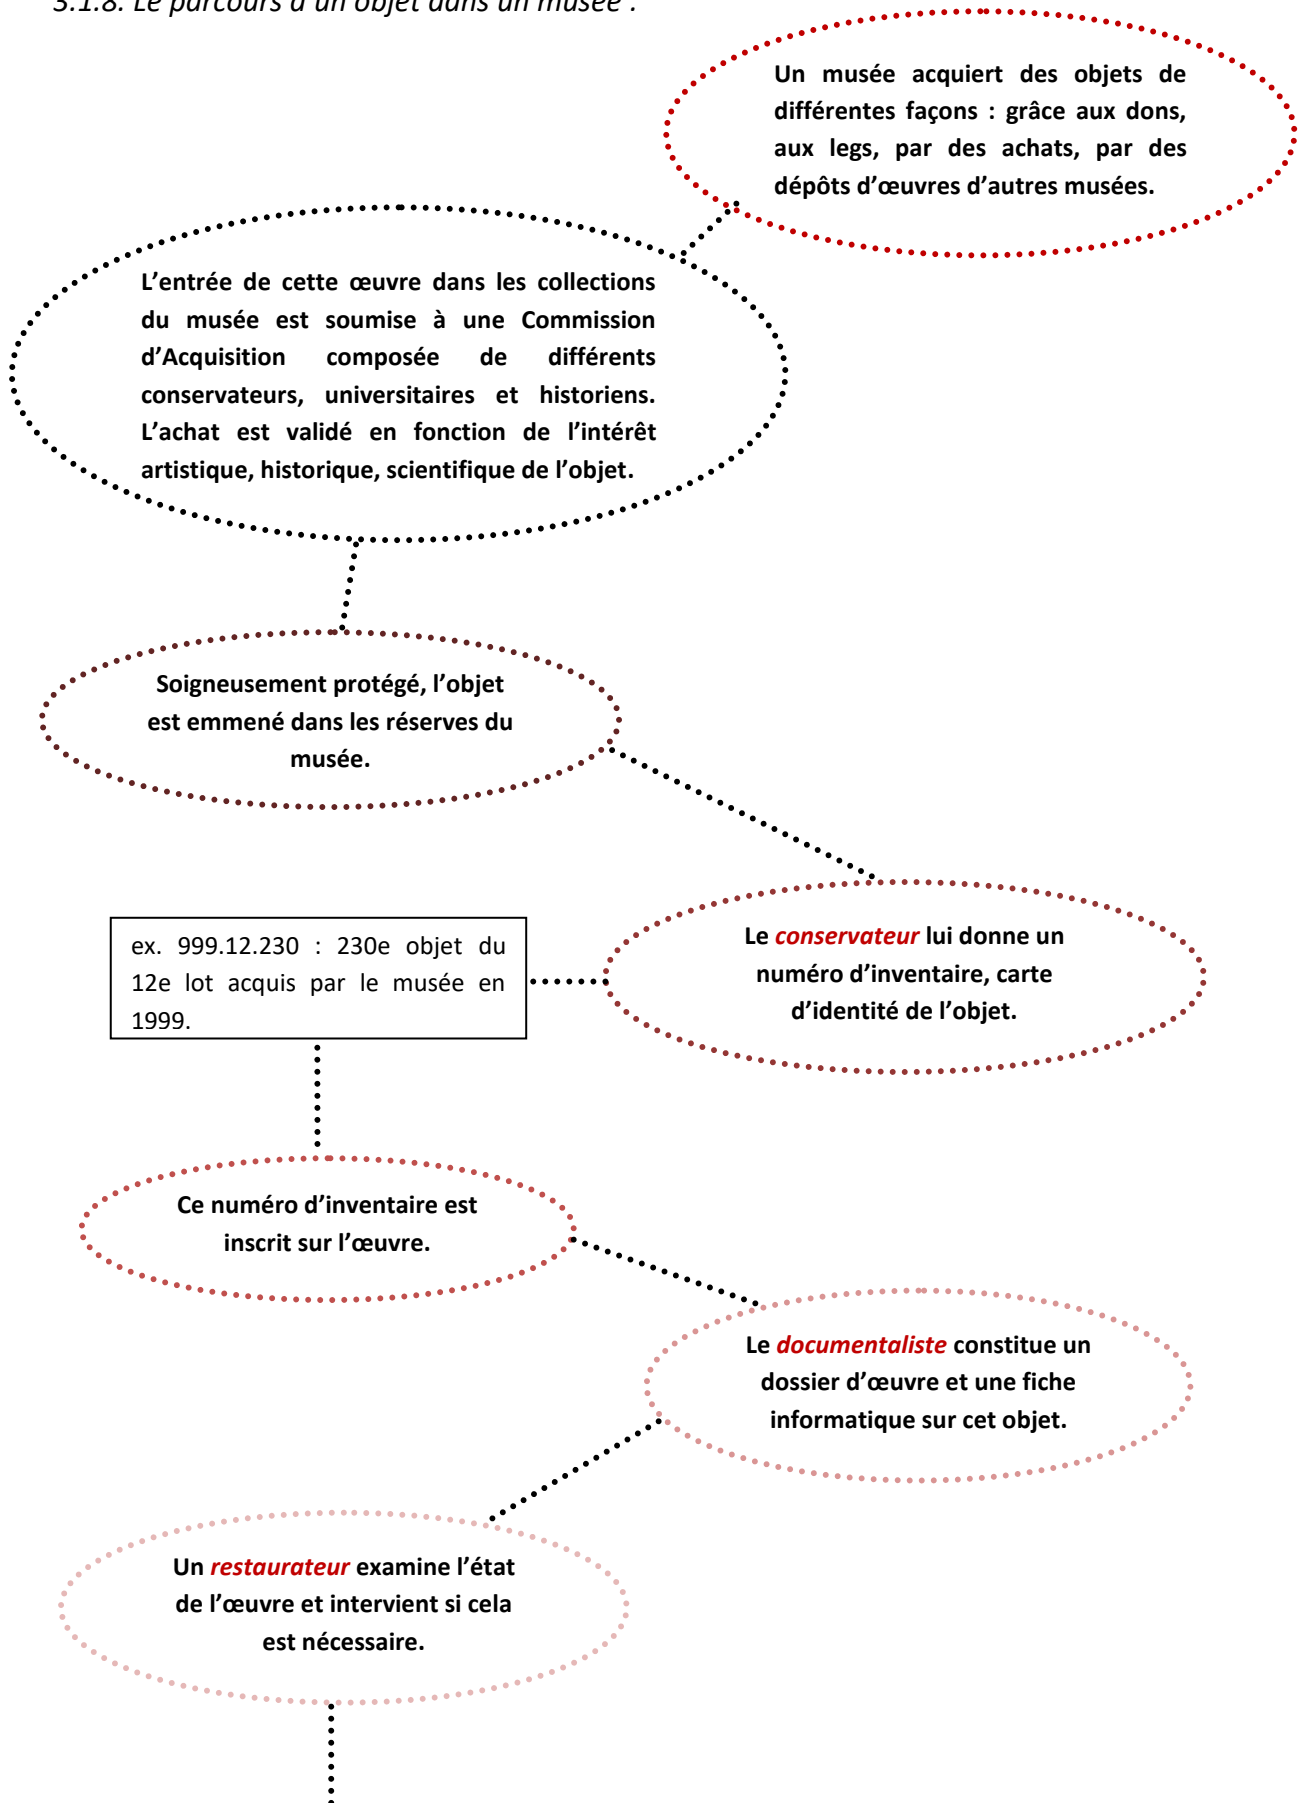 3.1.8. Le parcours d'un objet dans un musée :
Un musée acquiert des objets de
différentes façons : grâce aux dons,
aux legs, par des achats, par des
dépôts d’œuvres d’autres musées.
L’entrée de cette œuvre dans les collections
du musée est soumise à une Commission
d’Acquisition composée de différents
conservateurs, universitaires et historiens.
L’achat est validé en fonction de l’intérêt
artistique, historique, scientifique de l’objet.
Soigneusement protégé, l’objet
est emmené dans les réserves du
musée.
Le conservateur lui donne un
numéro d’inventaire, carte
d’identité de l’objet.
ex. 999.12.230 : 230e objet du
12e lot acquis par le musée en
1999.
Ce numéro d’inventaire est
inscrit sur l’œuvre.
Le documentaliste constitue un
dossier d’œuvre et une fiche
informatique sur cet objet.
Un restaurateur examine l’état
de l’œuvre et intervient si cela
est nécessaire.